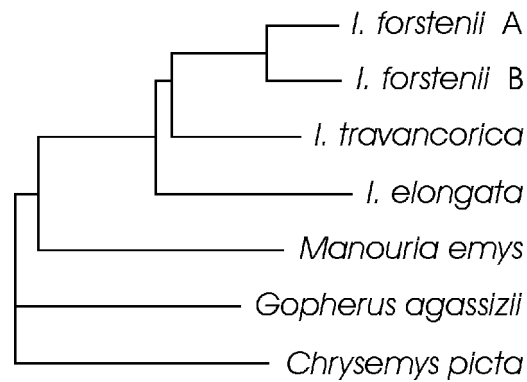 I. forstenii A
I. forstenii B
I. travancorica
I. elongata
Manouria emys
Gopherus agassizii
Chrysemys picta